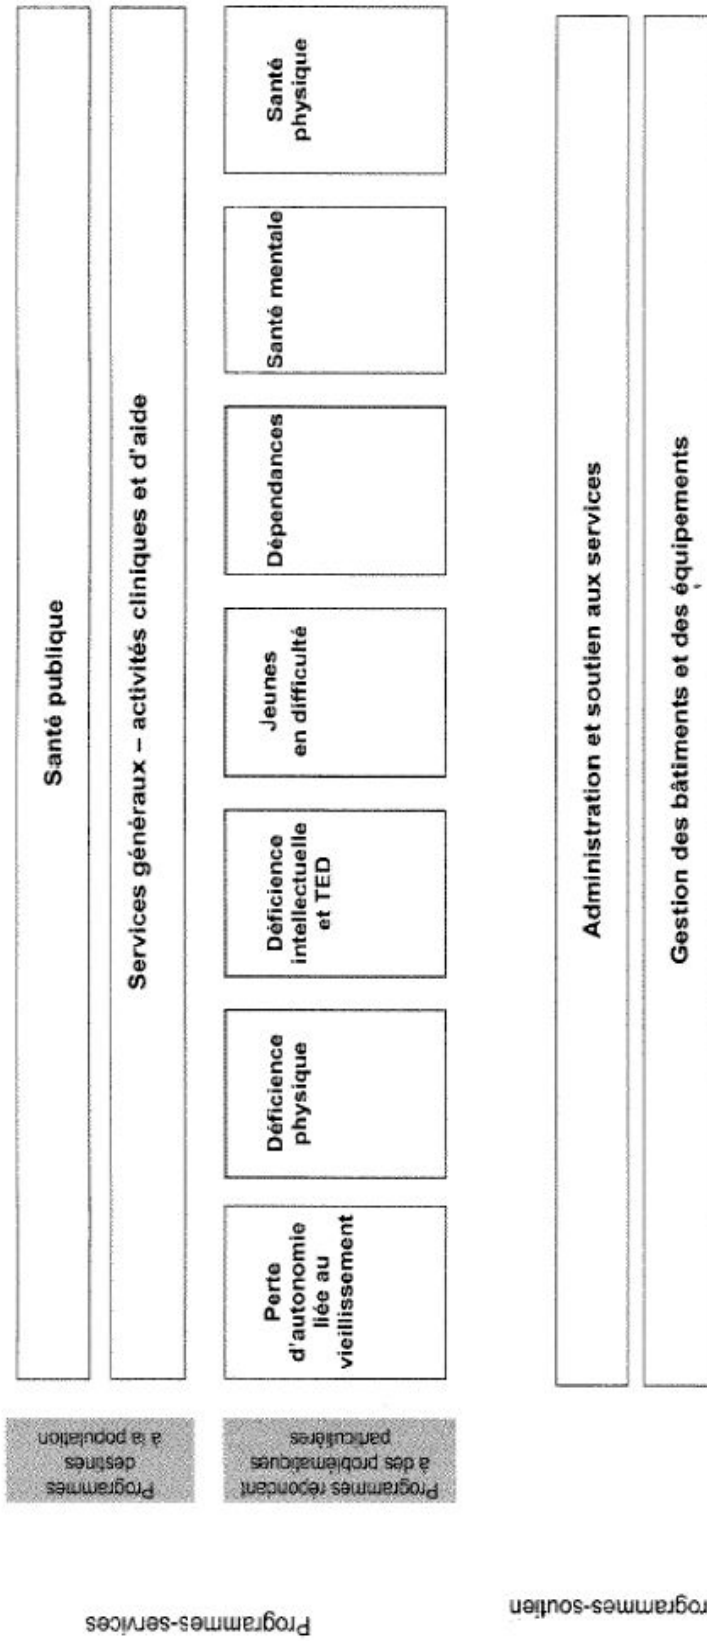 Programmes-services
Programmes
destinés
à la population
Santé publique
Services généraux – activités cliniques et d'aide
Programmes répondant
à des problématiques
particulières
Perte
d'autonomie
liée au
vieillissement
Déficience
physique
Déficience
intellectuelle
et TED
Jeunes
en difficulté
Dépendances
Santé mentale
Santé
physique
rogrammes-soutien
Administration et soutien aux services
Gestion des bâtiments et des équipements